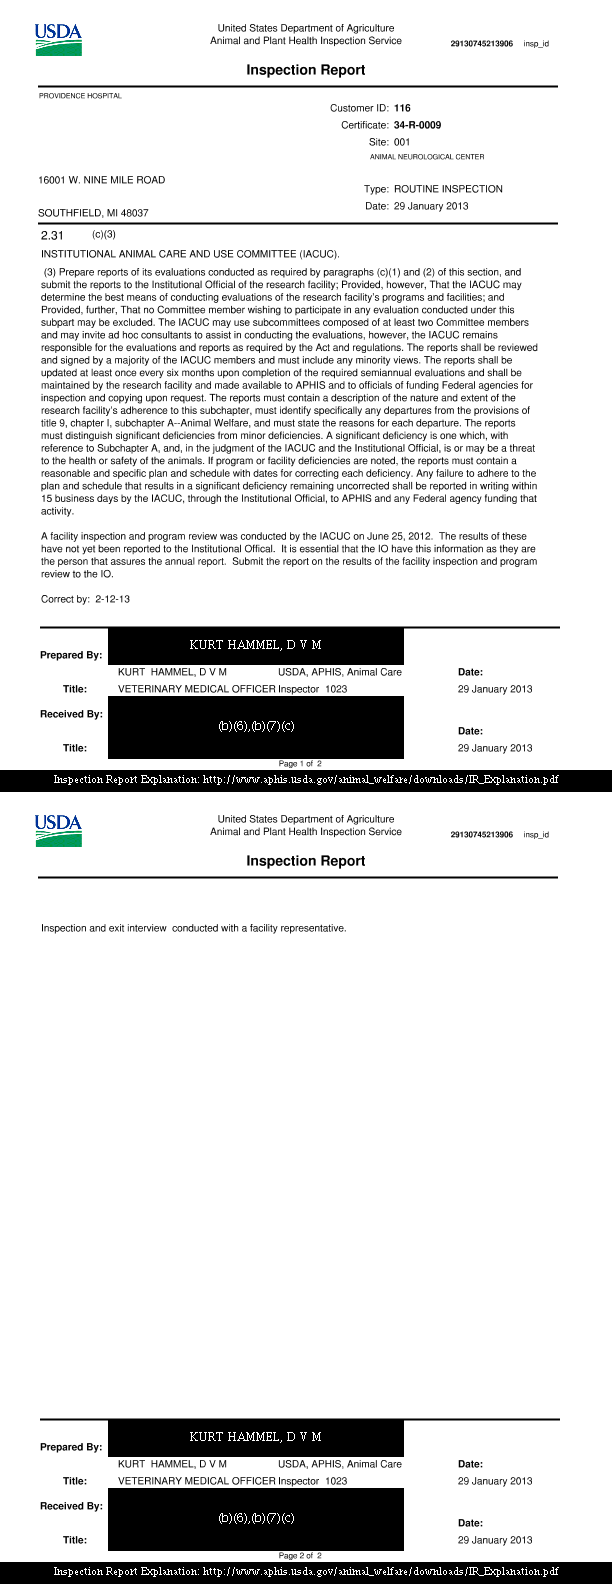 USDA
United States Department of Agriculture
Animal and Plant Health Inspection Service
29130745213906 insp_id
Inspection Report
PROVIDENCE HOSPITAL
Customer ID: 116
Certificate: 34-R-0009
Site: 001
ANIMAL NEUROLOGICAL CENTER
16001 W. NINE MILE ROAD
Type: ROUTINE INSPECTION
SOUTHFIELD, MI 48037
Date: 29 January 2013
2.31 (c)(3)
INSTITUTIONAL ANIMAL CARE AND USE COMMITTEE (IACUC).
(3) Prepare reports of its evaluations conducted as required by paragraphs (c)(1) and (2) of this section, and
submit the reports to the Institutional Official of the research facility; Provided, however, That the IACUC may
determine the best means of conducting evaluations of the research facility's programs and facilities; and
Provided, further, That no Committee member wishing to participate in any evaluation conducted under this
subpart may be excluded. The IACUC may use subcommittees composed of at least two Committee members
and may invite ad hoc consultants to assist in conducting the evaluations, however, the IACUC remains
responsible for the evaluations and reports as required by the Act and regulations. The reports shall be reviewed
and signed by a majority of the IACUC members and must include any minority views. The reports shall be
updated at least once every six months upon completion of the required semiannual evaluations and shall be
maintained by the research facility and made available to APHIS and to officials of funding Federal agencies for
inspection and copying upon request. The reports must contain a description of the nature and extent of the
research facility's adherence to this subchapter, must identify specifically any departures from the provisions of
title 9, chapter I, subchapter A--Animal Welfare, and must state the reasons for each departure. The reports
must distinguish significant deficiencies from minor deficiencies. A significant deficiency is one which, with
reference to Subchapter A, and, in the judgment of the IACUC and the Institutional Official, is or may be a threat
to the health or safety of the animals. If program or facility deficiencies are noted, the reports must contain a
reasonable and specific plan and schedule with dates for correcting each deficiency. Any failure to adhere to the
plan and schedule that results in a significant deficiency remaining uncorrected shall be reported in writing within
15 business days by the IACUC, through the Institutional Official, to APHIS and any Federal agency funding that
activity.
A facility inspection and program review was conducted by the IACUC on June 25, 2012. The results of these
have not yet been reported to the Institutional Offical. It is essential that the IO have this information as they are
the person that assures the annual report. Submit the report on the results of the facility inspection and program
review to the IO.
Correct by: 2-12-13
KURT HAMMEL, D V M
Prepared By:
KURT HAMMEL, D V M USDA, APHIS, Animal Care Date:
Title: VETERINARY MEDICAL OFFICER Inspector 1023 29 January 2013
Received By:
(b)(6),(b)(7)(c)
Date:
Title: 29 January 2013
Page 1 of 2
Inspection Report Explanation: http://www.aphis.usda.gov/animal_welfare/downloads/IR_Explanation.pdf
USDA
United States Department of Agriculture
Animal and Plant Health Inspection Service
29130745213906 insp_id
Inspection Report
Inspection and exit interview conducted with a facility representative.
KURT HAMMEL, D V M
Prepared By:
KURT HAMMEL, D V M USDA, APHIS, Animal Care Date:
Title: VETERINARY MEDICAL OFFICER Inspector 1023 29 January 2013
Received By:
(b)(6),(b)(7)(c)
Date:
Title: 29 January 2013
Page 2 of 2
Inspection Report Explanation: http://www.aphis.usda.gov/animal_welfare/downloads/IR_Explanation.pdf